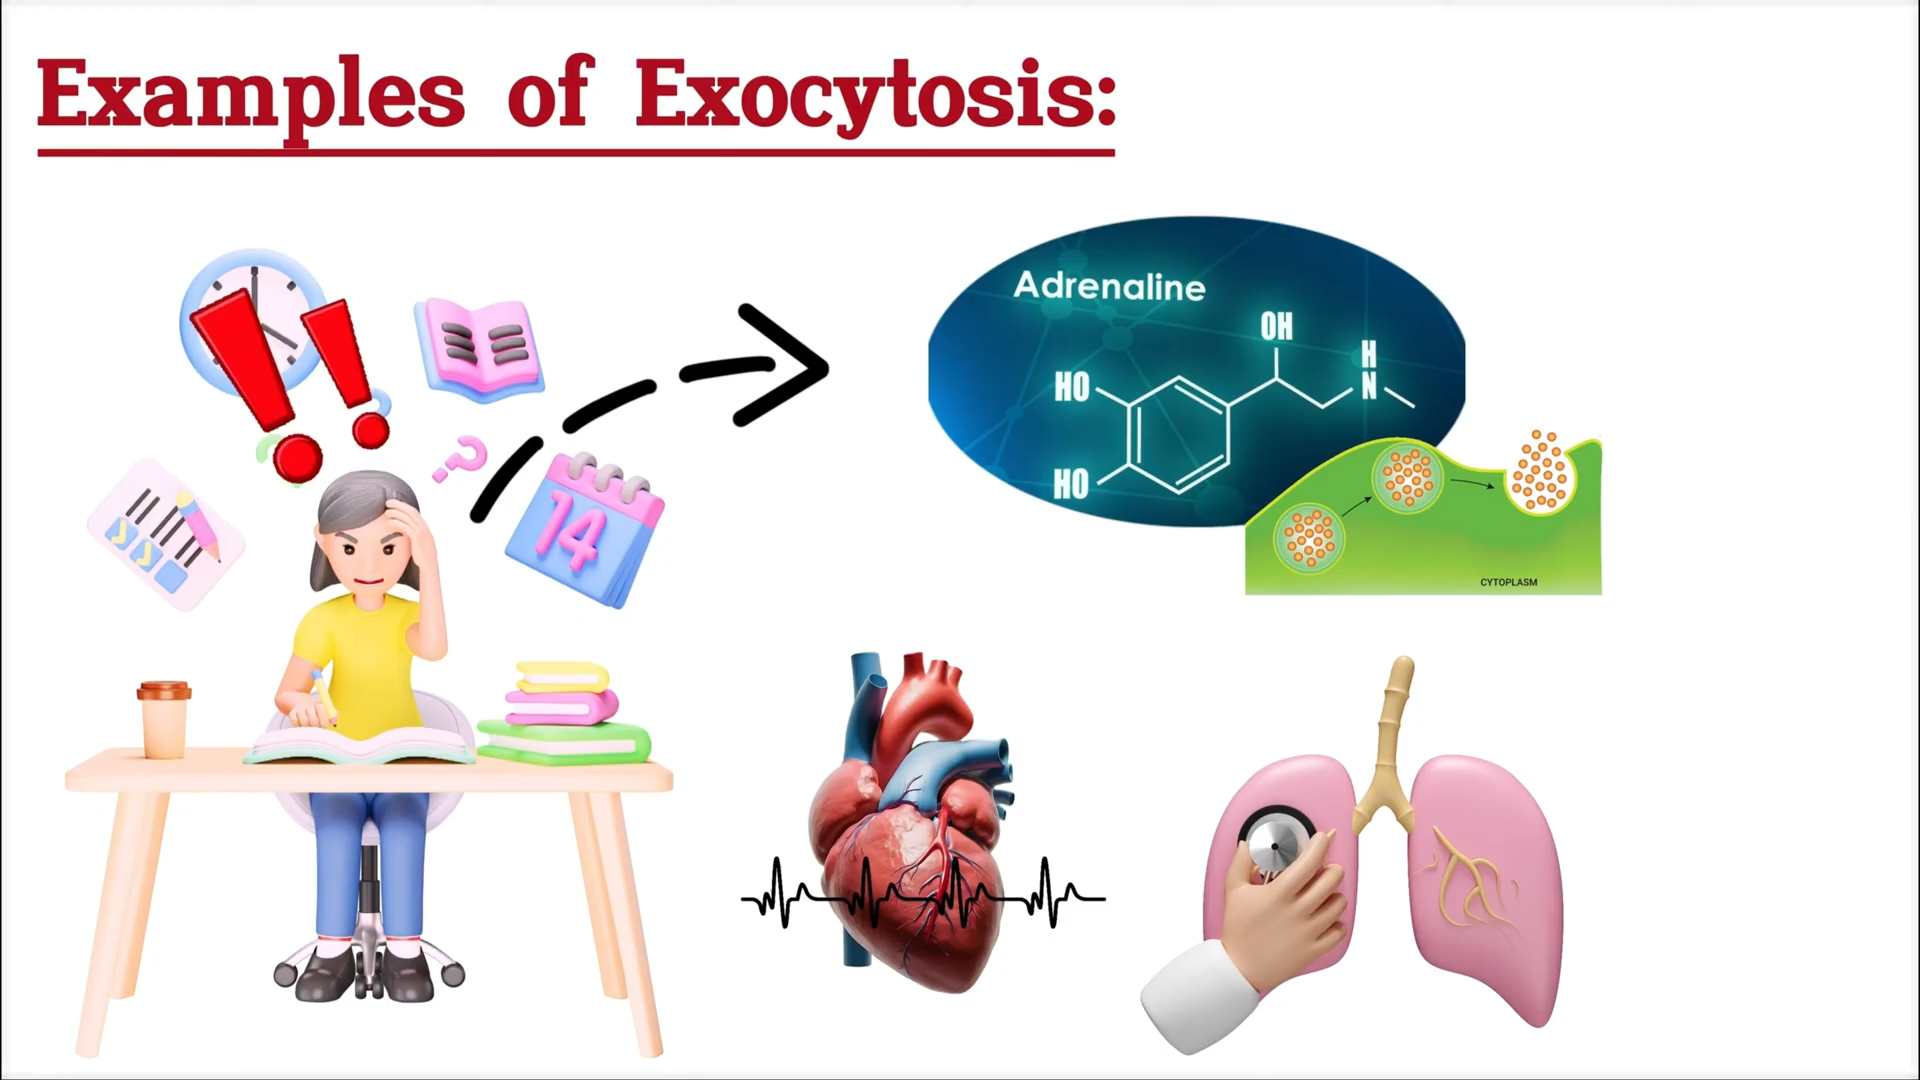 Examples of Exocytosis:
Adrenaline
OH
H
N
HO
HO
14
CYTOPLASM